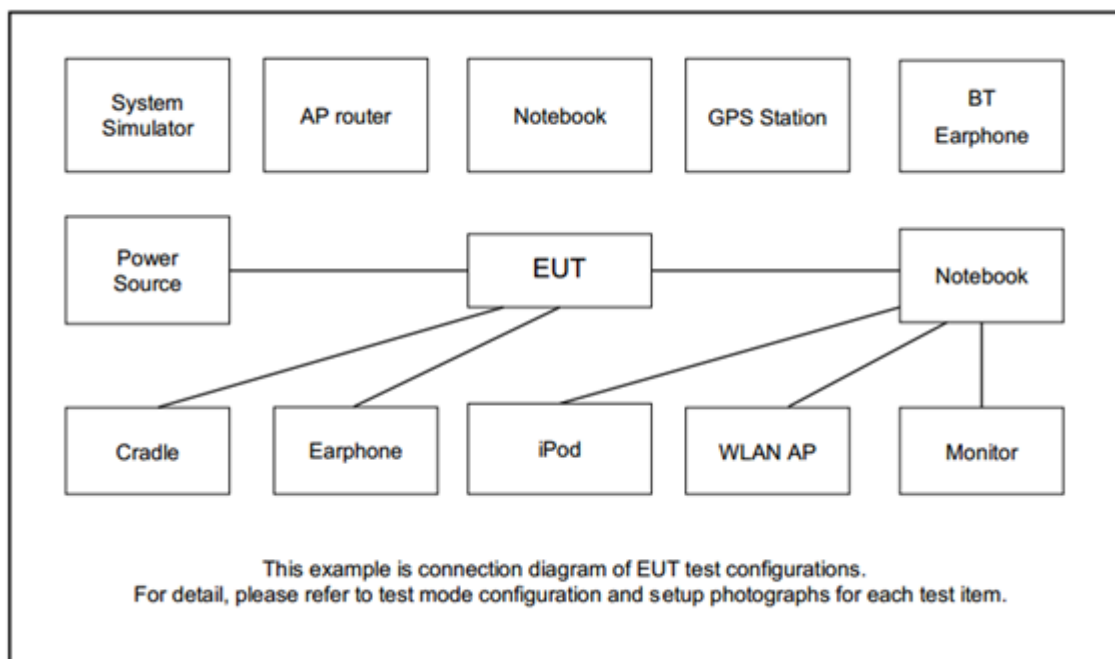 System
Simulator
AP router
Notebook
GPS Station
BT
Earphone
Power
Source
EUT
Notebook
Cradle
Earphone
iPod
WLAN AP
Monitor
This example is connection diagram of EUT test configurations.
For detail, please refer to test mode configuration and setup photographs for each test item.